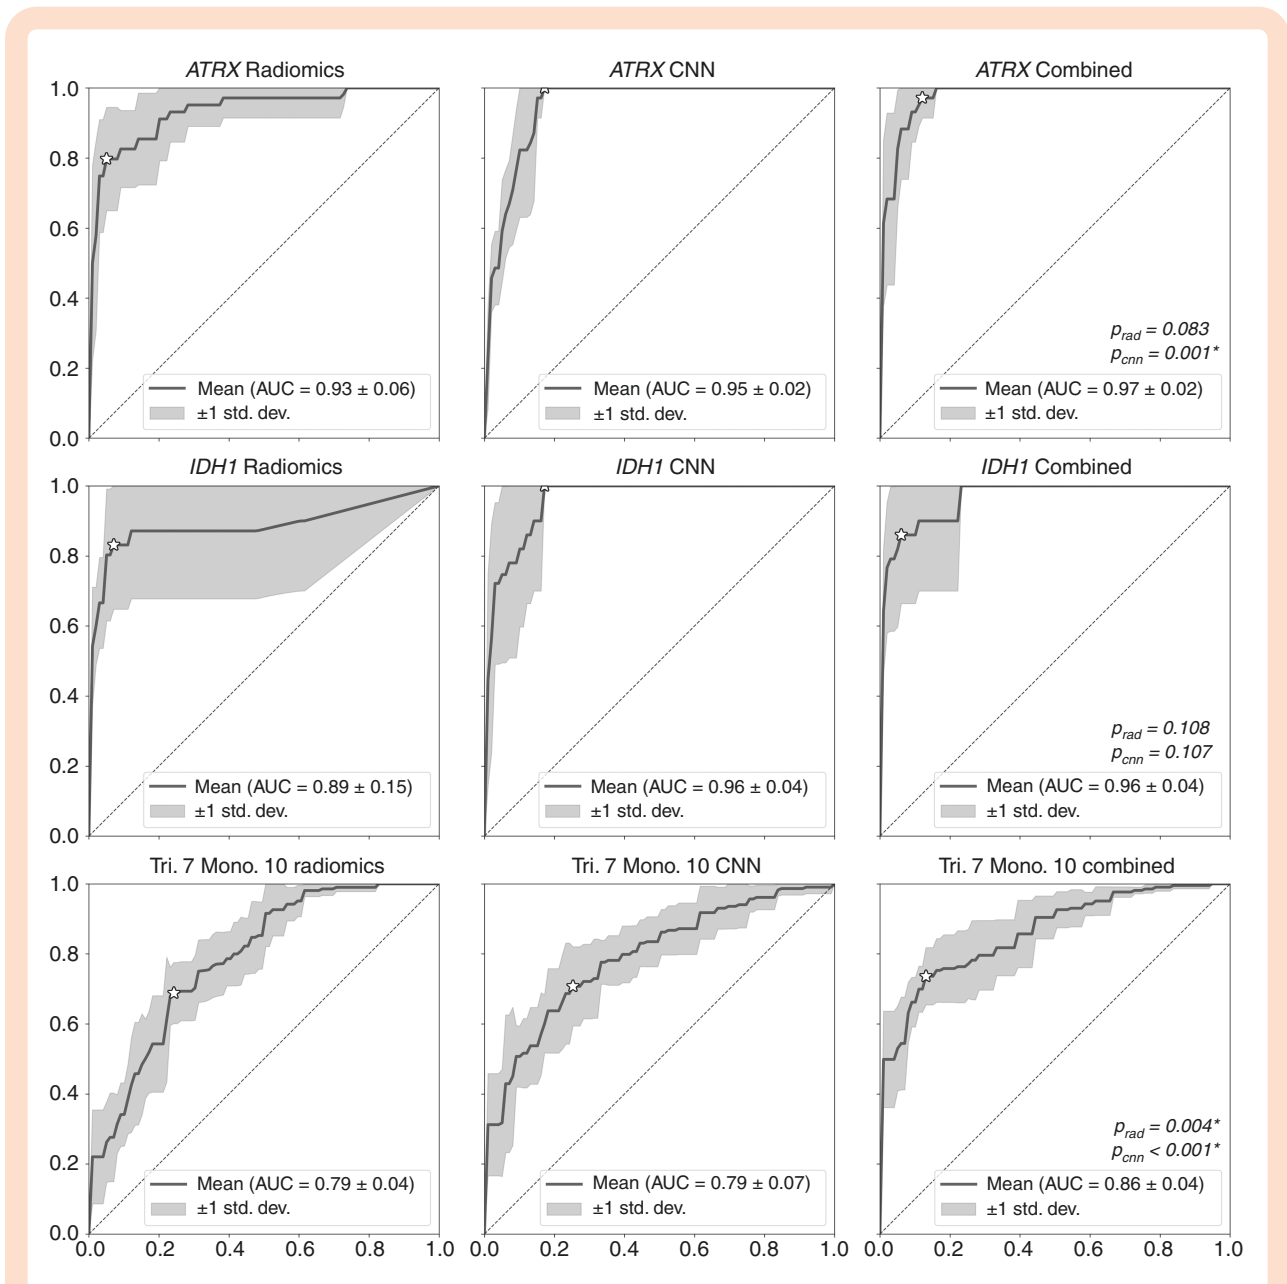 ATRX Radiomics
ATRX CNN
ATRX Combined
1.0
0.8
0.6
0.4
0.2
0.0
Mean (AUC = 0.93 ± 0.06)
±1 std. dev.
Mean (AUC = 0.95 ± 0.02)
±1 std. dev.
prad = 0.083
pcnn = 0.001*
Mean (AUC = 0.97 ± 0.02)
±1 std. dev.
IDH1 Radiomics
IDH1 CNN
IDH1 Combined
1.0
0.8
0.6
0.4
0.2
0.0
Mean (AUC = 0.89 ± 0.15)
±1 std. dev.
Mean (AUC = 0.96 ± 0.04)
±1 std. dev.
prad = 0.108
pcnn = 0.107
Mean (AUC = 0.96 ± 0.04)
±1 std. dev.
Tri. 7 Mono. 10 radiomics
Tri. 7 Mono. 10 CNN
Tri. 7 Mono. 10 combined
1.0
0.8
0.6
0.4
0.2
0.0
Mean (AUC = 0.79 ± 0.04)
±1 std. dev.
Mean (AUC = 0.79 ± 0.07)
±1 std. dev.
prad = 0.004*
pcnn < 0.001*
Mean (AUC = 0.86 ± 0.04)
±1 std. dev.
0.0 0.2 0.4 0.6 0.8 1.0
0.0 0.2 0.4 0.6 0.8 1.0
0.0 0.2 0.4 0.6 0.8 1.0